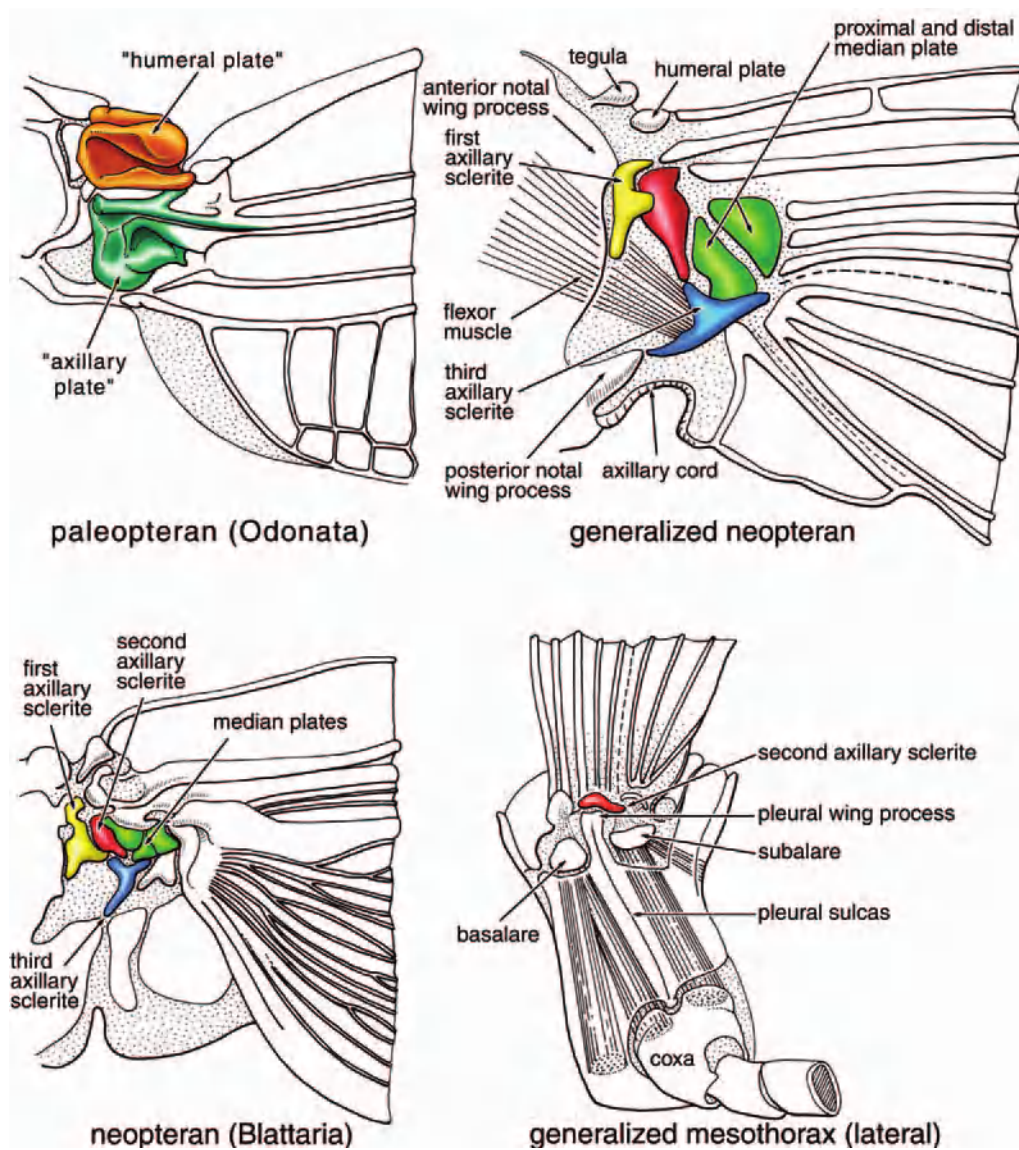 "humeral plate"
"axillary
plate"
paleopteran (Odonata)
proximal and distal
median plate
tegula
humeral plate
anterior notal
wing process
first
axillary
sclerite
flexor
muscle
third
axillary
sclerite
posterior notal
wing process
axillary cord
generalized neopteran
second
axillary
sclerite
first
axillary
sclerite
median plates
third
axillary
sclerite
neopteran (Blattaria)
second axillary sclerite
pleural wing process
subalare
pleural sulcas
basalare
coxa
generalized mesothorax (lateral)